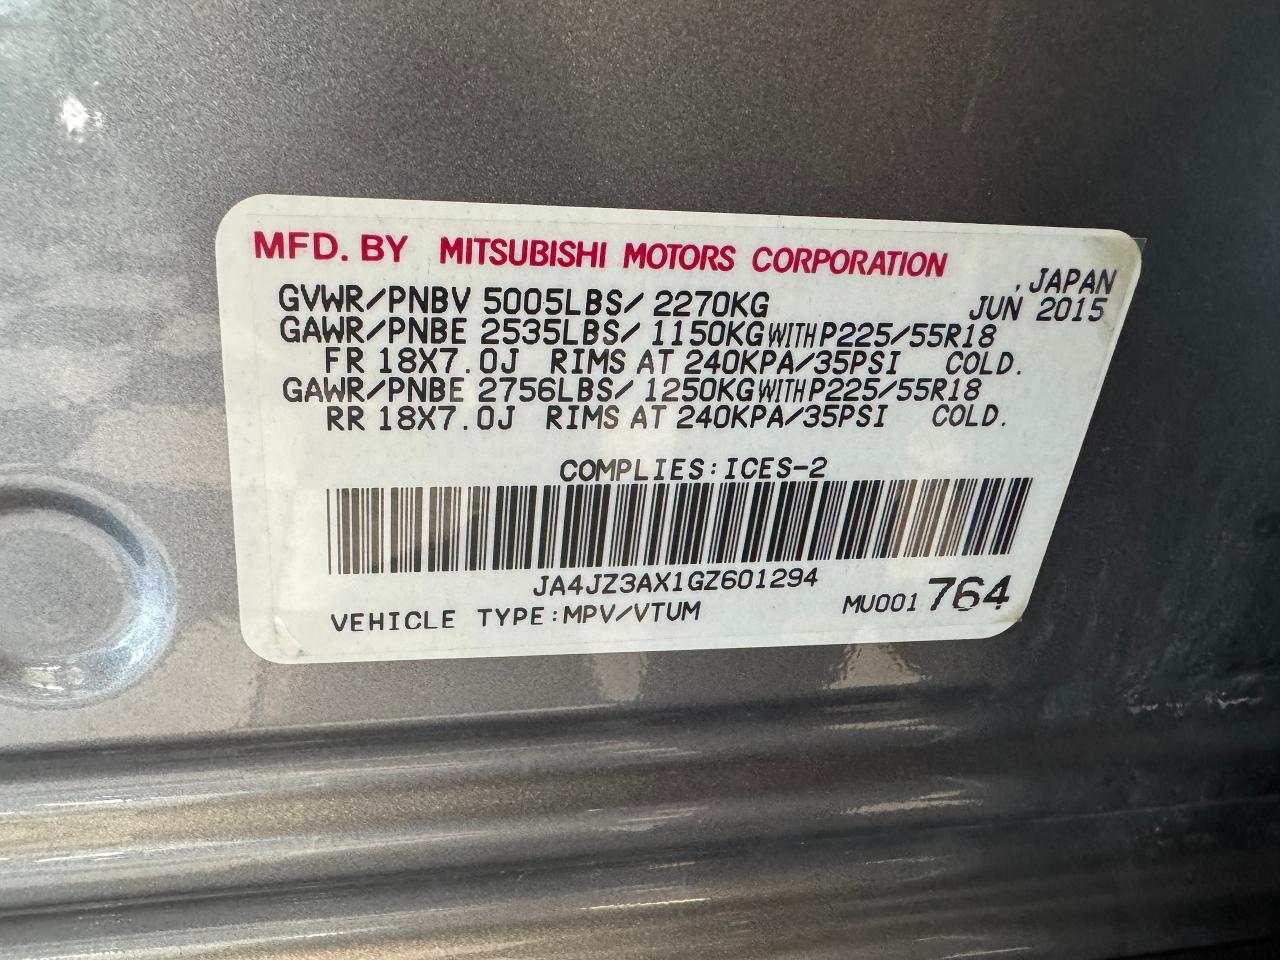 MFD. BY MITSUBISHI MOTORS CORPORATION
, JAPAN
GVWR/PNBV 5005LBS/ 2270KG JUN 2015
GAWR/PNBE 2535LBS/ 1150KG WITH P225/55R18
FR 18X7.0J RIMS AT 240KPA/35PSI COLD.
GAWR/PNBE 2756LBS/ 1250KG WITH P225/55R18
RR 18X7.0J RIMS AT 240KPA/35PSI COLD.
COMPLIES:ICES-2
JA4JZ3AX1GZ601294
VEHICLE TYPE:MPV/VTUM MU001 764